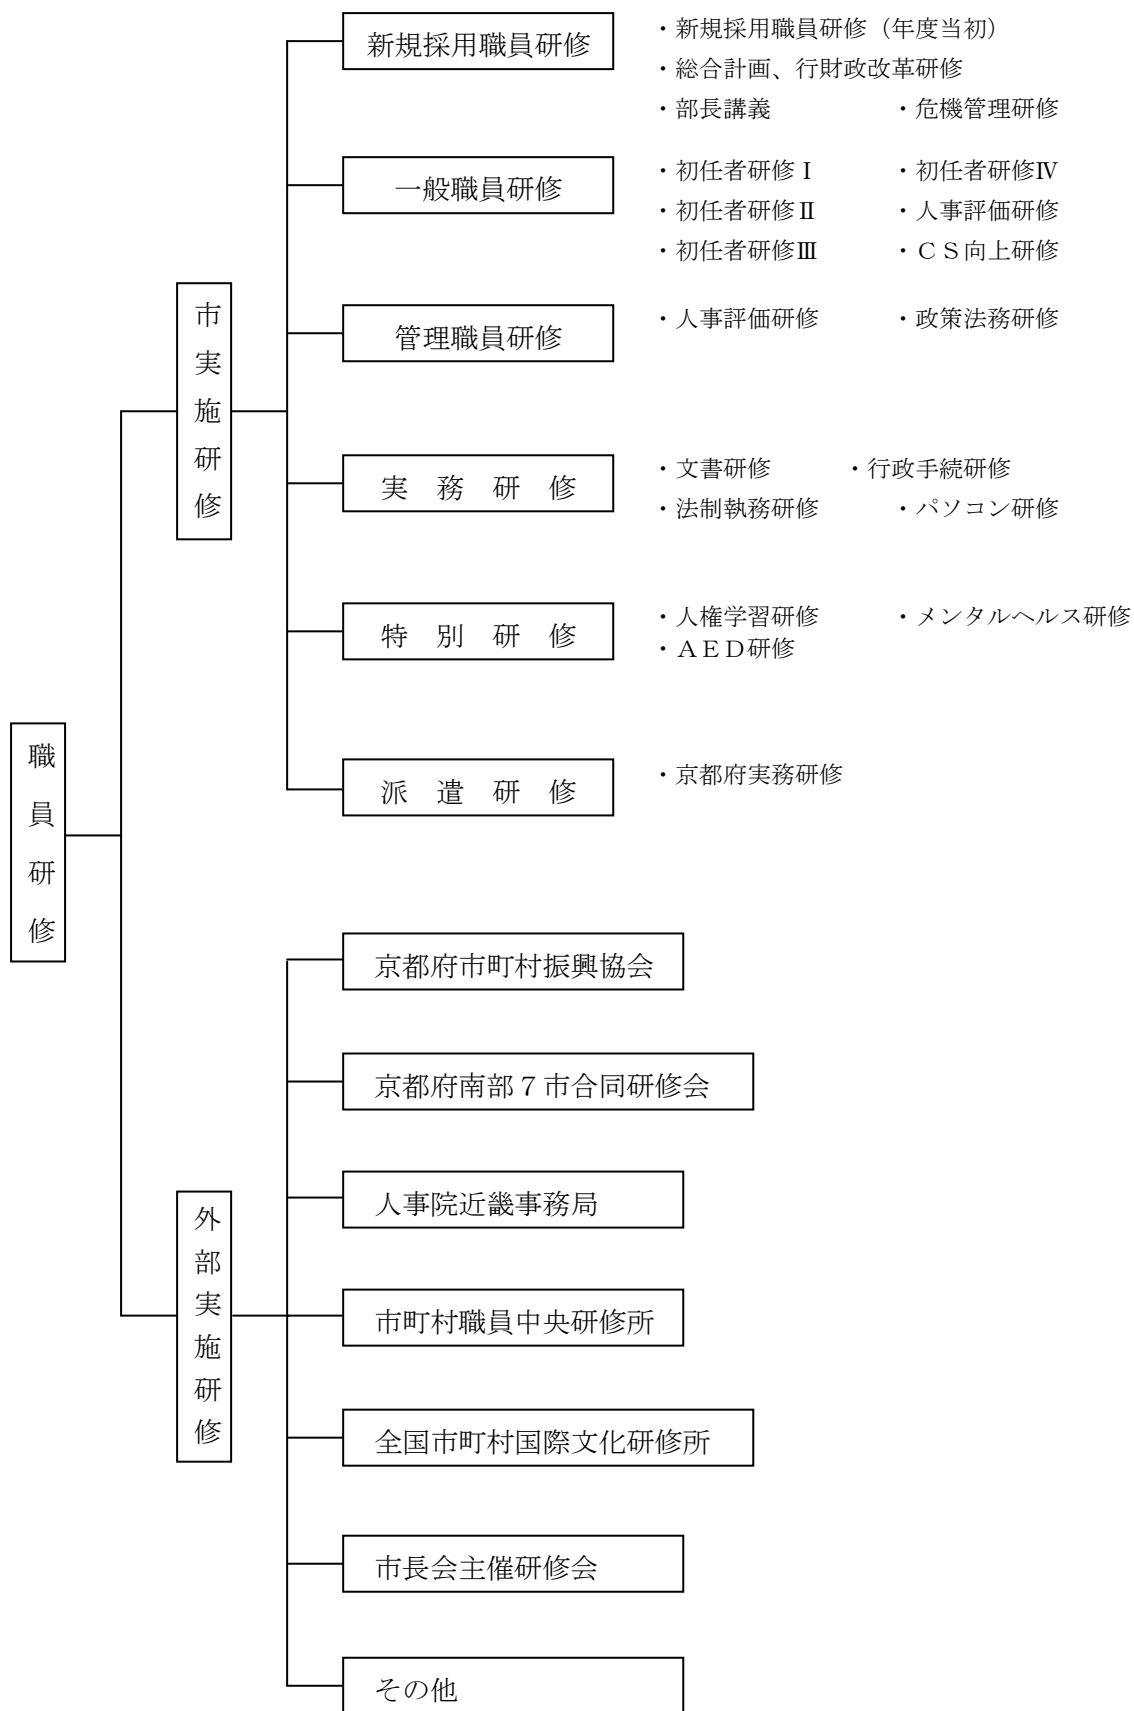 職員研修
市実施研修
新規採用職員研修
・新規採用職員研修（年度当初）
・総合計画、行財政改革研修
・部長講義 ・危機管理研修
一般職員研修
・初任者研修Ⅰ ・初任者研修Ⅳ
・初任者研修Ⅱ ・人事評価研修
・初任者研修Ⅲ ・ＣＳ向上研修
管理職員研修
・人事評価研修 ・政策法務研修
実務研修
・文書研修 ・行政手続研修
・法制執務研修 ・パソコン研修
特別研修
・人権学習研修 ・メンタルヘルス研修
・ＡＥＤ研修
派遣研修
・京都府実務研修
外部実施研修
京都府市町村振興協会
京都府南部７市合同研修会
人事院近畿事務局
市町村職員中央研修所
全国市町村国際文化研修所
市長会主催研修会
その他